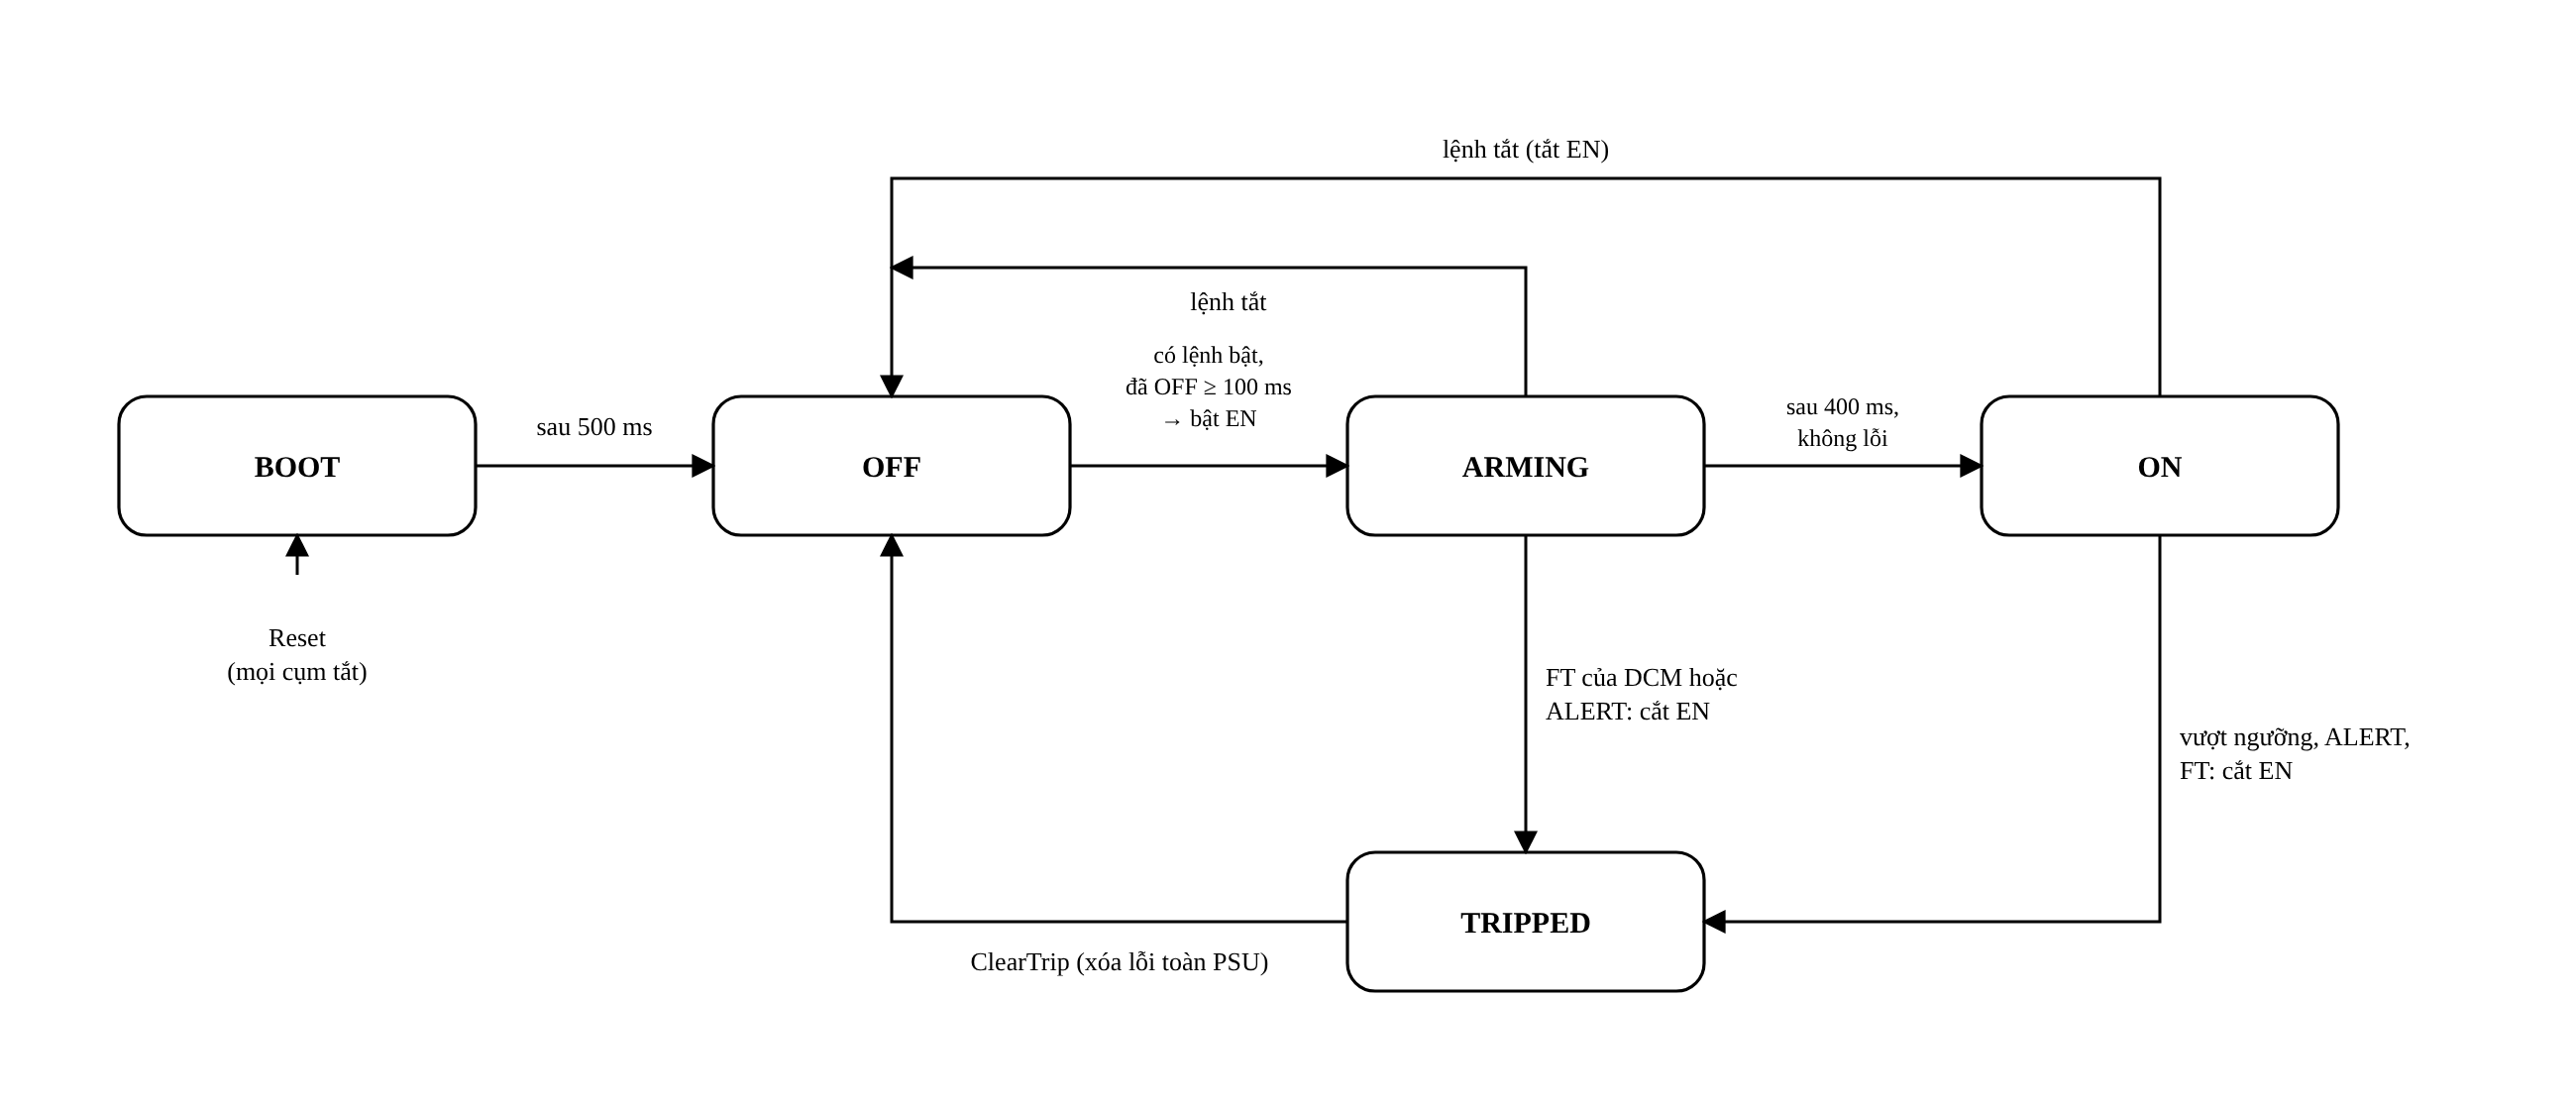 lệnh tắt (tắt EN)
lệnh tắt
có lệnh bật,
đã OFF ≥ 100 ms
→ bật EN
sau 500 ms
sau 400 ms,
không lỗi
BOOT
OFF
ARMING
ON
Reset
(mọi cụm tắt)
FT của DCM hoặc
ALERT: cắt EN
vượt ngưỡng, ALERT,
FT: cắt EN
TRIPPED
ClearTrip (xóa lỗi toàn PSU)